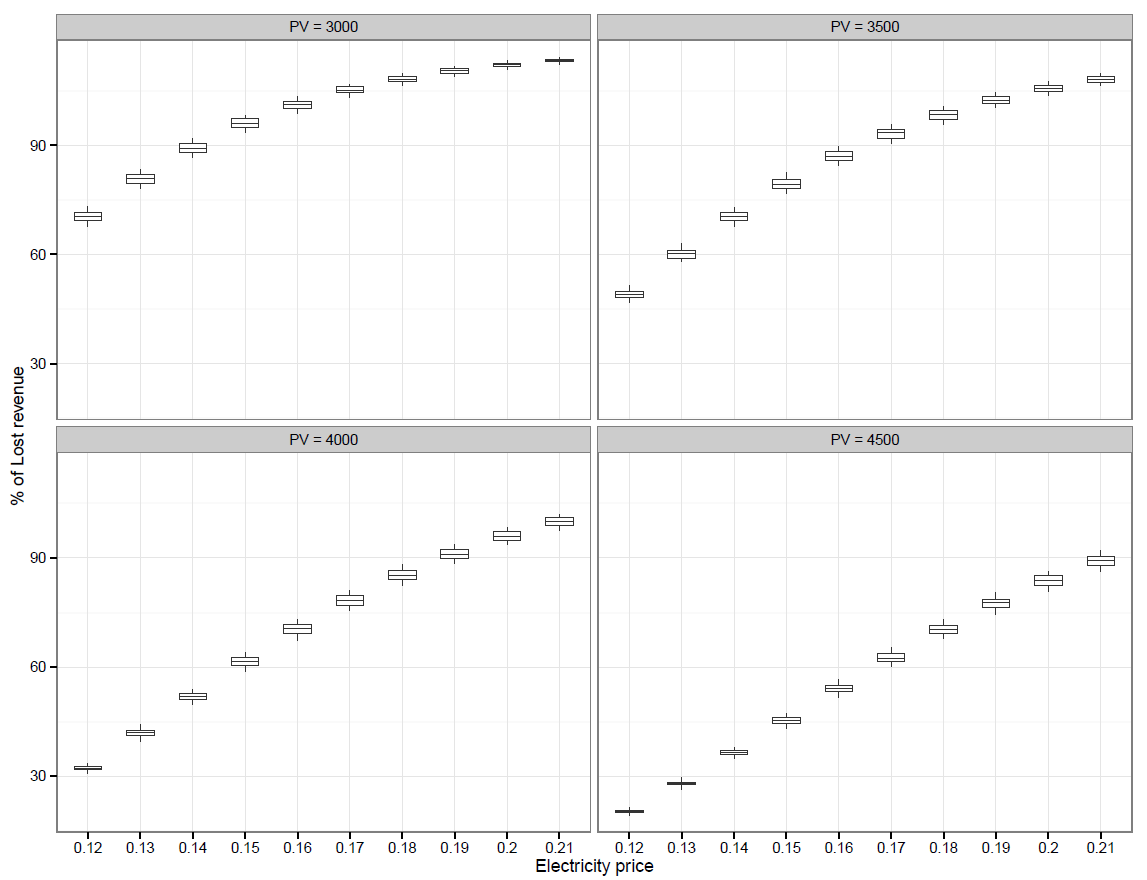 PV = 3000
PV = 3500
90
60
30
PV = 4000
PV = 4500
90
60
30
% of Lost revenue
0.12 0.13 0.14 0.15 0.16 0.17 0.18 0.19 0.2 0.21
0.12 0.13 0.14 0.15 0.16 0.17 0.18 0.19 0.2 0.21
Electricity price